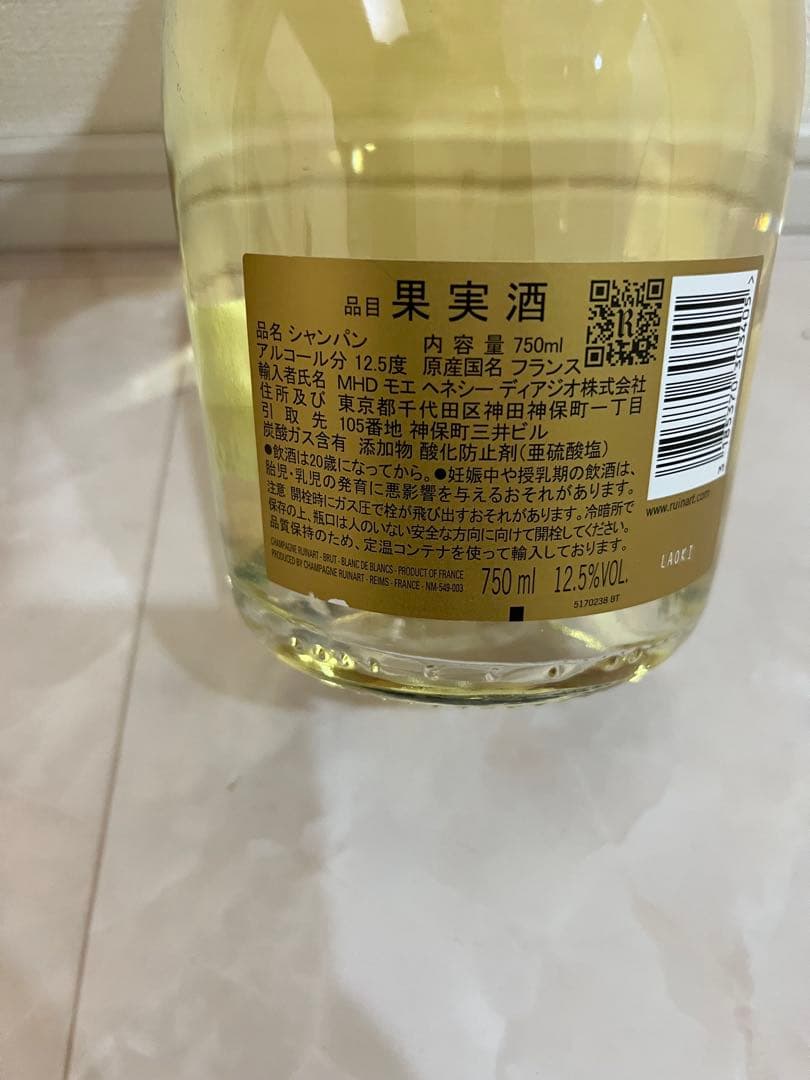 品目 果実酒
品名 シャンパン 内容量 750ml
アルコール分 12.5度 原産国名 フランス
輸入者氏名 MHD モエ ヘネシー ディアジオ株式会社
住所及び 東京都千代田区神田神保町一丁目
引取先 105番地 神保町三井ビル
炭酸ガス含有 添加物 酸化防止剤(亜硫酸塩)
●飲酒は20歳になってから。●妊娠中や授乳期の飲酒は、
胎児・乳児の発育に悪影響を与えるおそれがあります。
注意 開栓時にガス圧で栓が飛び出すおそれがあります。冷暗所で
保存の上、瓶口は人のいない安全な方向に向けて開栓してください。
品質保持のため、定温コンテナを使って輸入しております。
CHAMPAGNE RUINART - BRUT - BLANC DE BLANCS - PRODUCT OF FRANCE
PRODUCED BY CHAMPAGNE RUINART - REIMS - FRANCE - NM-549-003
750 ml 12.5%VOL.
5170238 BT
R
www.ruinart.com